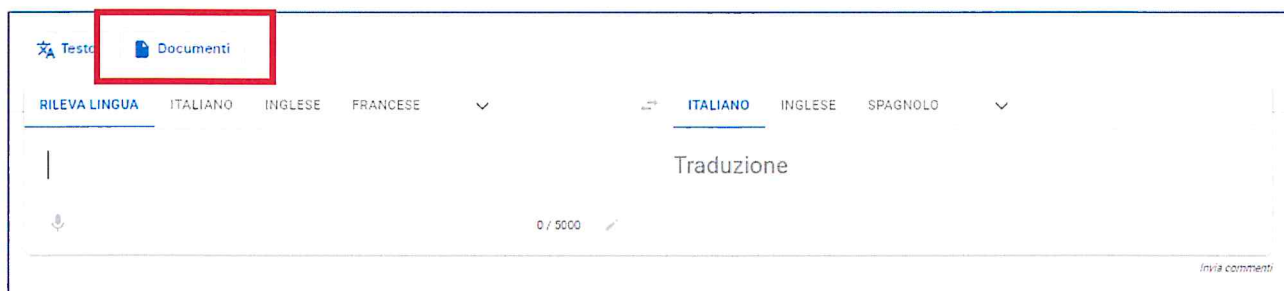 Testo Documenti
RILEVA LINGUA ITALIANO INGLESE FRANCESE ITALIANO INGLESE SPAGNOLO
Traduzione
0 / 5000
Invia commenti